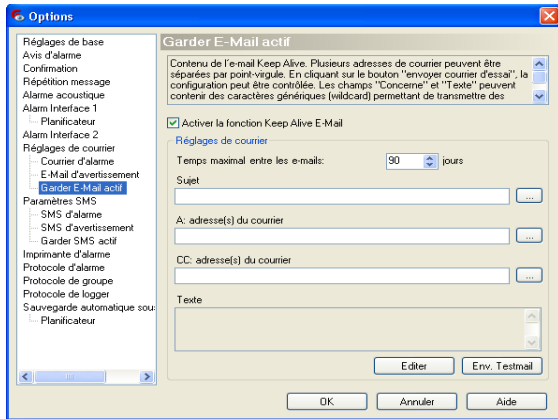 Options
Réglages de base
Avis d'alarme
Confirmation
Répétition message
Alarme acoustique
Alarm Interface 1
Planificateur
Alarm Interface 2
Réglages de courrier
Courrier d'alarme
E-Mail d'avertissement
Garder E-Mail actif
Paramètres SMS
SMS d'alarme
SMS d'avertissement
Garder SMS actif
Imprimante d'alarme
Protocole d'alarme
Protocole de groupe
Protocole de logger
Sauvegarde automatique sou
Planificateur
Garder E-Mail actif
Contenu de l'e-mail Keep Alive. Plusieurs adresses de courrier peuvent être
séparées par point-virgule. En cliquant sur le bouton "envoyer courrier d'essai", la
configuration peut être contrôlée. Les champs "Concerne" et "Texte" peuvent
contenir des caractères génériques (wildcard) permettant de transmettre des
Activer la fonction Keep Alive E-Mail
Réglages de courrier
Temps maximal entre les e-mails: 90 jours
Sujet
...
A: adresse(s) du courrier
...
CC: adresse(s) du courrier
...
Texte
Editer Env. Testmail
OK Annuler Aide